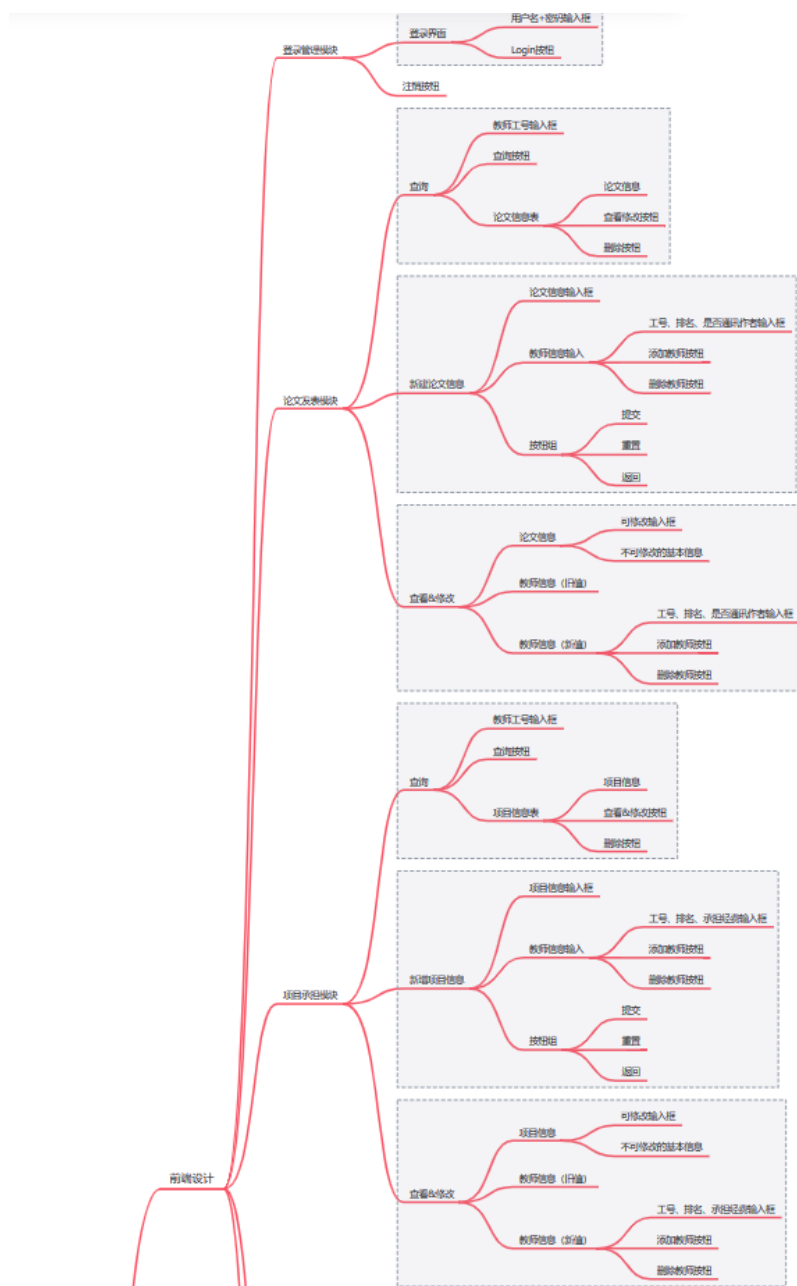 用户名+密码输入框
登录界面
Login按钮
登录管理模块
注销按钮
教师工号输入框
查询按钮
查询
论文信息
论文信息表
查看修改按钮
删除按钮
论文信息输入框
工号、排名、是否通讯作者输入框
教师信息输入
添加教师按钮
删除教师按钮
新建论文信息
论文发表模块
提交
按钮组
重置
返回
可修改输入框
论文信息
不可修改的基本信息
查看&修改
教师信息（旧值）
工号、排名、是否通讯作者输入框
教师信息（新值）
添加教师按钮
删除教师按钮
教师工号输入框
查询按钮
查询
项目信息
项目信息表
查看&修改按钮
删除按钮
项目信息输入框
工号、排名、承担经费输入框
教师信息输入
添加教师按钮
删除教师按钮
新增项目信息
项目承担模块
提交
按钮组
重置
返回
可修改输入框
项目信息
不可修改的基本信息
前端设计
教师信息（旧值）
查看&修改
工号、排名、承担经费输入框
教师信息（新值）
添加教师按钮
删除教师按钮